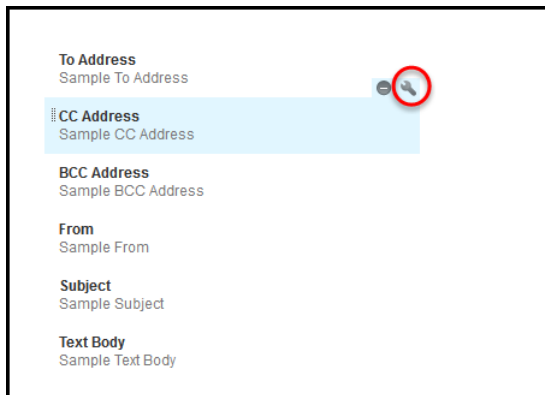 To Address
Sample To Address
CC Address
Sample CC Address
BCC Address
Sample BCC Address
From
Sample From
Subject
Sample Subject
Text Body
Sample Text Body